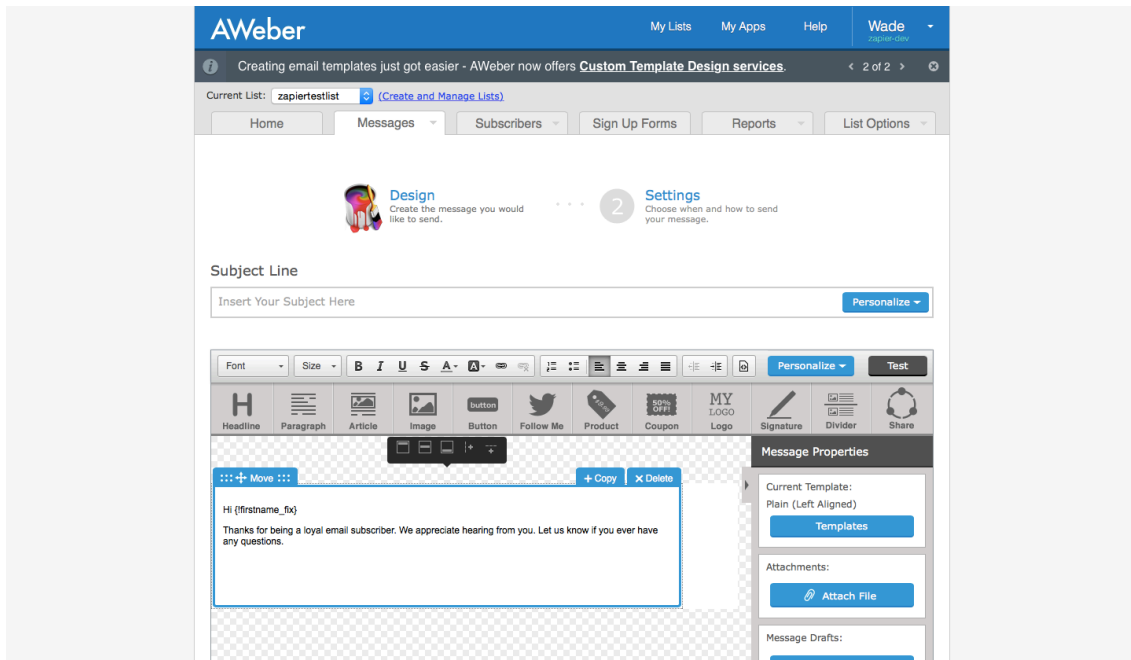 AWeber
My Lists My Apps Help Wade
zapier-dev
Creating email templates just got easier - AWeber now offers Custom Template Design services. < 2 of 2 >
Current List: zapiertestlist (Create and Manage Lists)
Home Messages Subscribers Sign Up Forms Reports List Options
Design
Create the message you would
like to send.
2
Settings
Choose when and how to send
your message.
Subject Line
Insert Your Subject Here Personalize
Font Size B I U S A A Personalize Test
H
Headline Paragraph Article Image
button
Button Follow Me
$9.99
Product
50%
OFF!
Coupon
MY
LOGO
Logo Signature Divider Share
Move + Copy x Delete
Hi {!firstname_fix}
Thanks for being a loyal email subscriber. We appreciate hearing from you. Let us know if you ever have
any questions.
Message Properties
Current Template:
Plain (Left Aligned)
Templates
Attachments:
Attach File
Message Drafts: